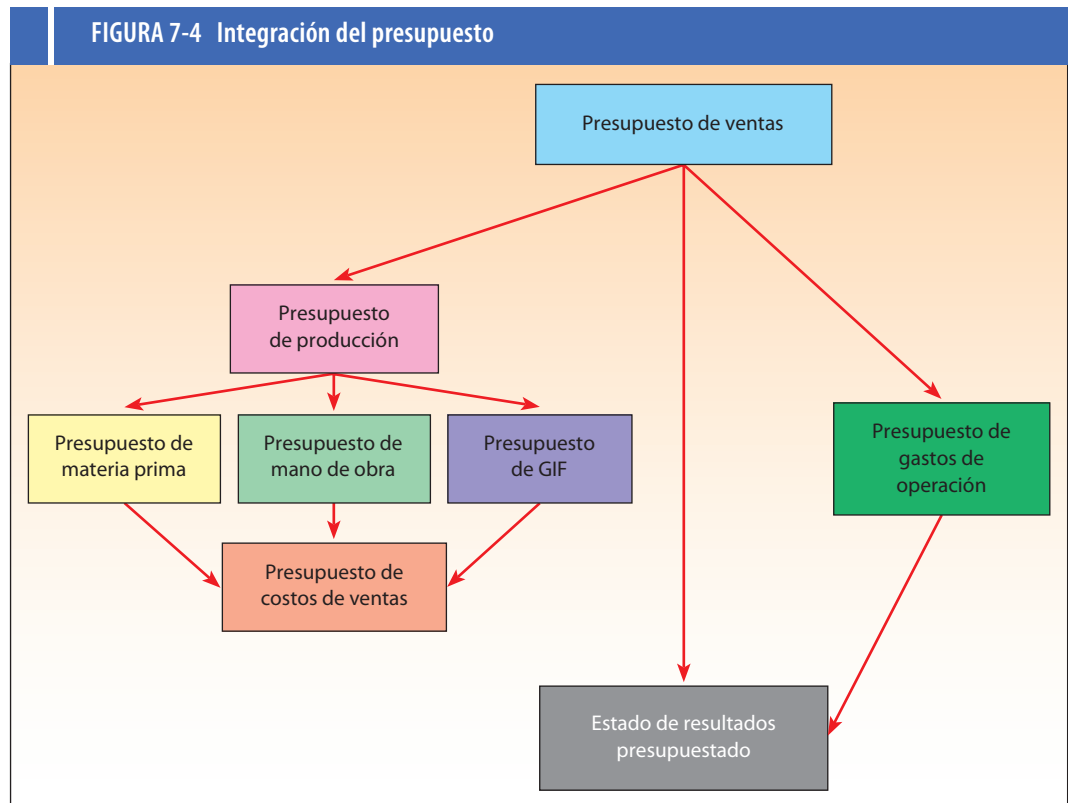 FIGURA 7-4 Integración del presupuesto
Presupuesto de ventas
Presupuesto
de producción
Presupuesto de
materia prima
Presupuesto de
mano de obra
Presupuesto
de GIF
Presupuesto de
gastos de
operación
Presupuesto de
costos de ventas
Estado de resultados
presupuestado